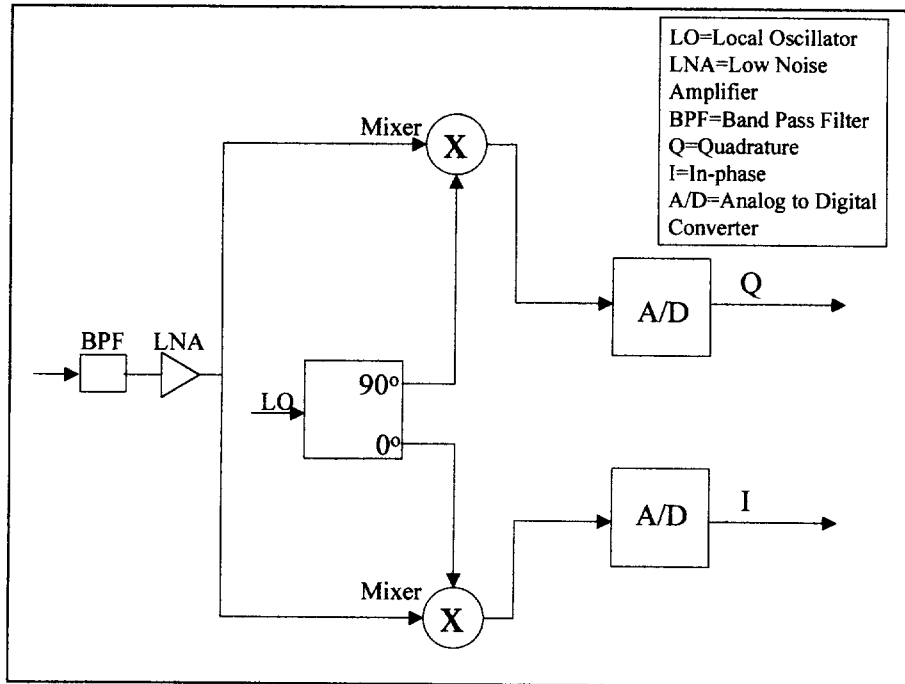 LO=Local Oscillator
LNA=Low Noise
Amplifier
BPF=Band Pass Filter
Q=Quadrature
I=In-phase
A/D=Analog to Digital
Converter
Mixer
X
A/D
Q
BPF
LNA
LO
90°
0°
A/D
I
Mixer
X